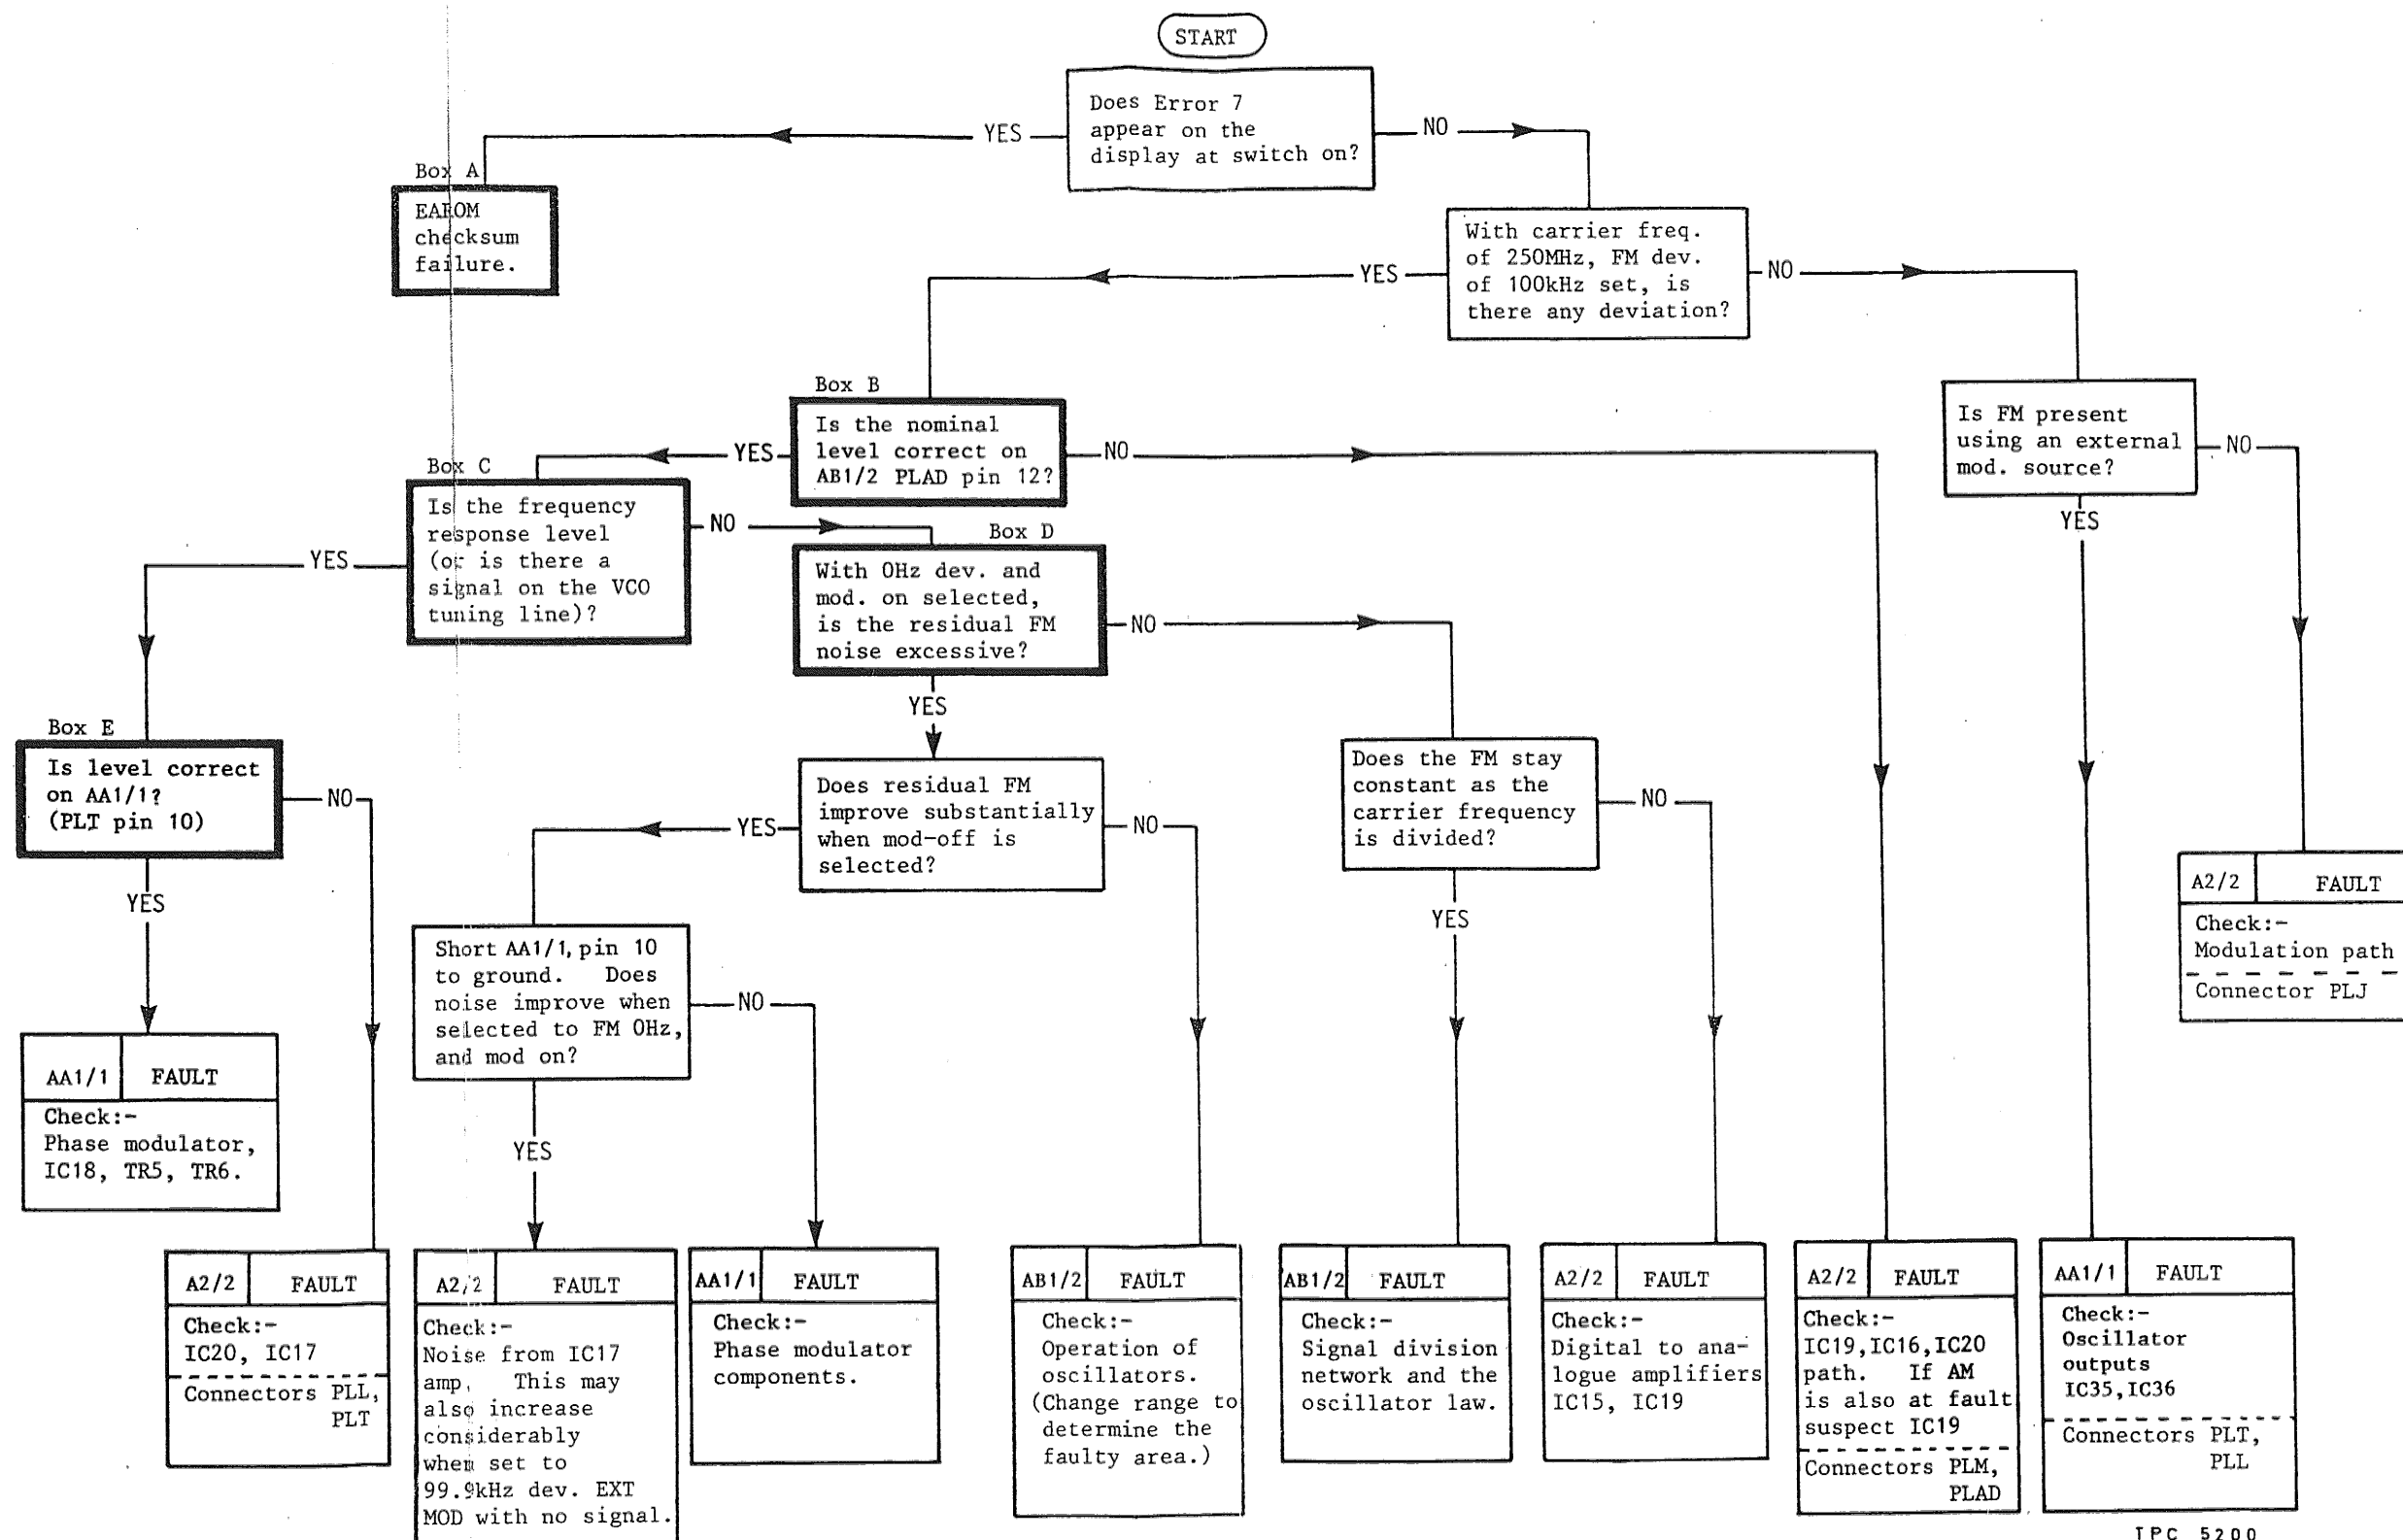 START
Does Error 7
appear on the
display at switch on?
YES
NO
Box A
EAROM
checksum
failure.
With carrier freq.
of 250MHz, FM dev.
of 100kHz set, is
there any deviation?
YES
NO
Box B
Is the nominal
level correct on
AB1/2 PLAD pin 12?
YES
NO
Is FM present
using an external
mod. source?
NO
YES
Box C
Is the frequency
response level
(or is there a
signal on the VCO
tuning line)?
YES
NO
Box D
With 0Hz dev. and
mod. on selected,
is the residual FM
noise excessive?
NO
YES
Box E
Is level correct
on AA1/1?
(PLT pin 10)
NO
YES
Does residual FM
improve substantially
when mod-off is
selected?
YES
NO
Does the FM stay
constant as the
carrier frequency
is divided?
NO
YES
A2/2 FAULT
Check:-
Modulation path
Connector PLJ
Short AA1/1, pin 10
to ground. Does
noise improve when
selected to FM 0Hz,
and mod on?
NO
YES
AA1/1 FAULT
Check:-
Phase modulator,
IC18, TR5, TR6.
A2/2 FAULT
Check:-
IC20, IC17
Connectors PLL,
PLT
A2/2 FAULT
Check:-
Noise from IC17
amp. This may
also increase
considerably
when set to
99.9kHz dev. EXT
MOD with no signal.
AA1/1 FAULT
Check:-
Phase modulator
components.
AB1/2 FAULT
Check:-
Operation of
oscillators.
(Change range to
determine the
faulty area.)
AB1/2 FAULT
Check:-
Signal division
network and the
oscillator law.
A2/2 FAULT
Check:-
Digital to ana-
logue amplifiers
IC15, IC19
A2/2 FAULT
Check:-
IC19,IC16,IC20
path. If AM
is also at fault
suspect IC19
Connectors PLM,
PLAD
AA1/1 FAULT
Check:-
Oscillator
outputs
IC35,IC36
Connectors PLT,
PLL
TPC 5200